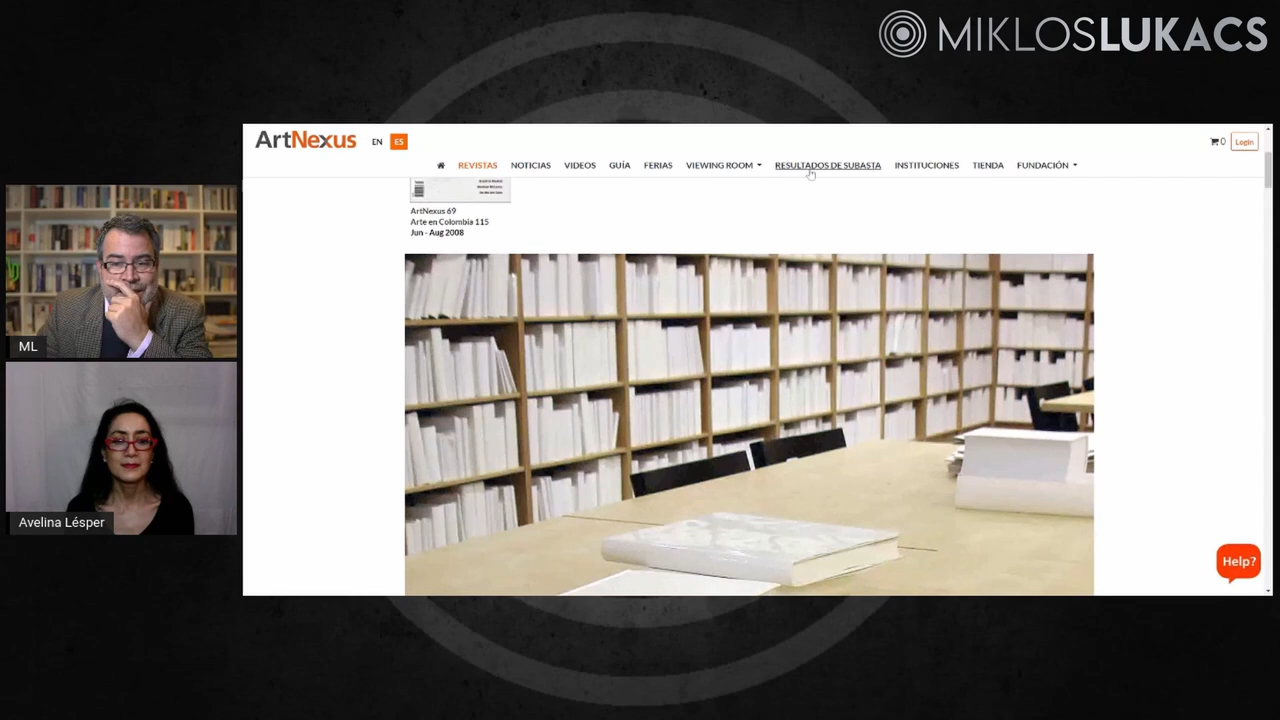 MIKLOSLUKACS
ArtNexus EN ES
0 Login
REVISTAS NOTICIAS VIDEOS GUÍA FERIAS VIEWING ROOM RESULTADOS DE SUBASTA INSTITUCIONES TIENDA FUNDACIÓN
ArtNexus 69
Arte en Colombia 115
Jun - Aug 2008
ML
Avelina Lésper
Help?